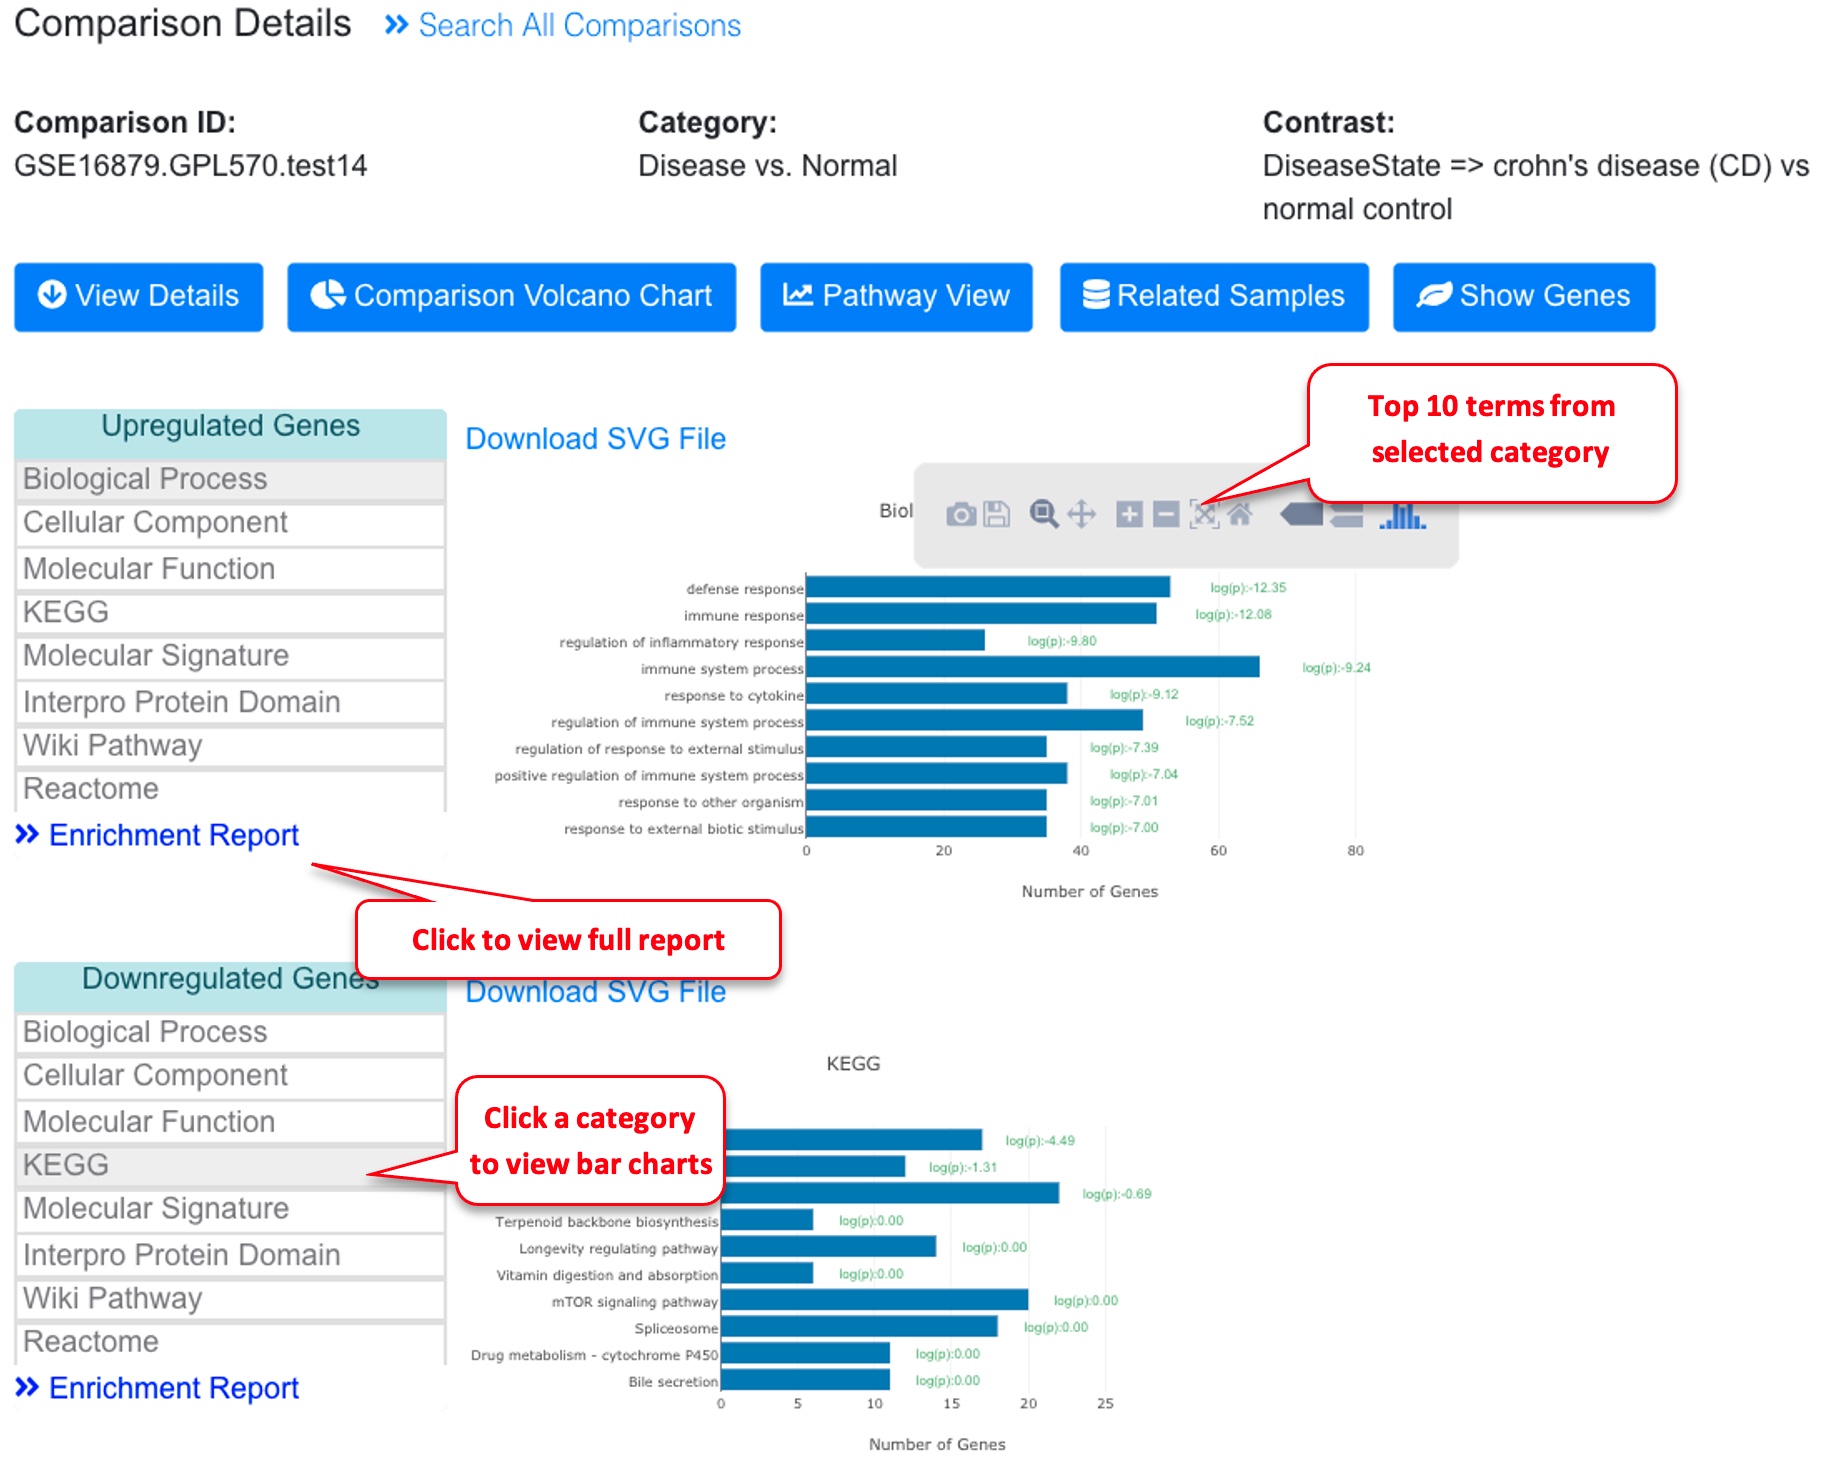 Comparison Details » Search All Comparisons
Comparison ID:
GSE16879.GPL570.test14
Category:
Disease vs. Normal
Contrast:
DiseaseState => crohn's disease (CD) vs
normal control
View Details
Comparison Volcano Chart
Pathway View
Related Samples
Show Genes
Upregulated Genes
Biological Process
Cellular Component
Molecular Function
KEGG
Molecular Signature
Interpro Protein Domain
Wiki Pathway
Reactome
» Enrichment Report
Download SVG File
Top 10 terms from
selected category
Biol
defense response log(p):-12.35
immune response log(p):-12.08
regulation of inflammatory response log(p):-9.80
immune system process log(p):-9.24
response to cytokine log(p):-9.12
regulation of immune system process log(p):-7.52
regulation of response to external stimulus log(p):-7.39
positive regulation of immune system process log(p):-7.04
response to other organism log(p):-7.01
response to external biotic stimulus log(p):-7.00
0 20 40 60 80
Number of Genes
Click to view full report
Downregulated Genes
Biological Process
Cellular Component
Molecular Function
KEGG
Molecular Signature
Interpro Protein Domain
Wiki Pathway
Reactome
» Enrichment Report
Download SVG File
KEGG
Click a category
to view bar charts
log(p):-4.49
log(p):-1.31
log(p):-0.69
Terpenoid backbone biosynthesis log(p):0.00
Longevity regulating pathway log(p):0.00
Vitamin digestion and absorption log(p):0.00
mTOR signaling pathway log(p):0.00
Spliceosome log(p):0.00
Drug metabolism - cytochrome P450 log(p):0.00
Bile secretion log(p):0.00
0 5 10 15 20 25
Number of Genes